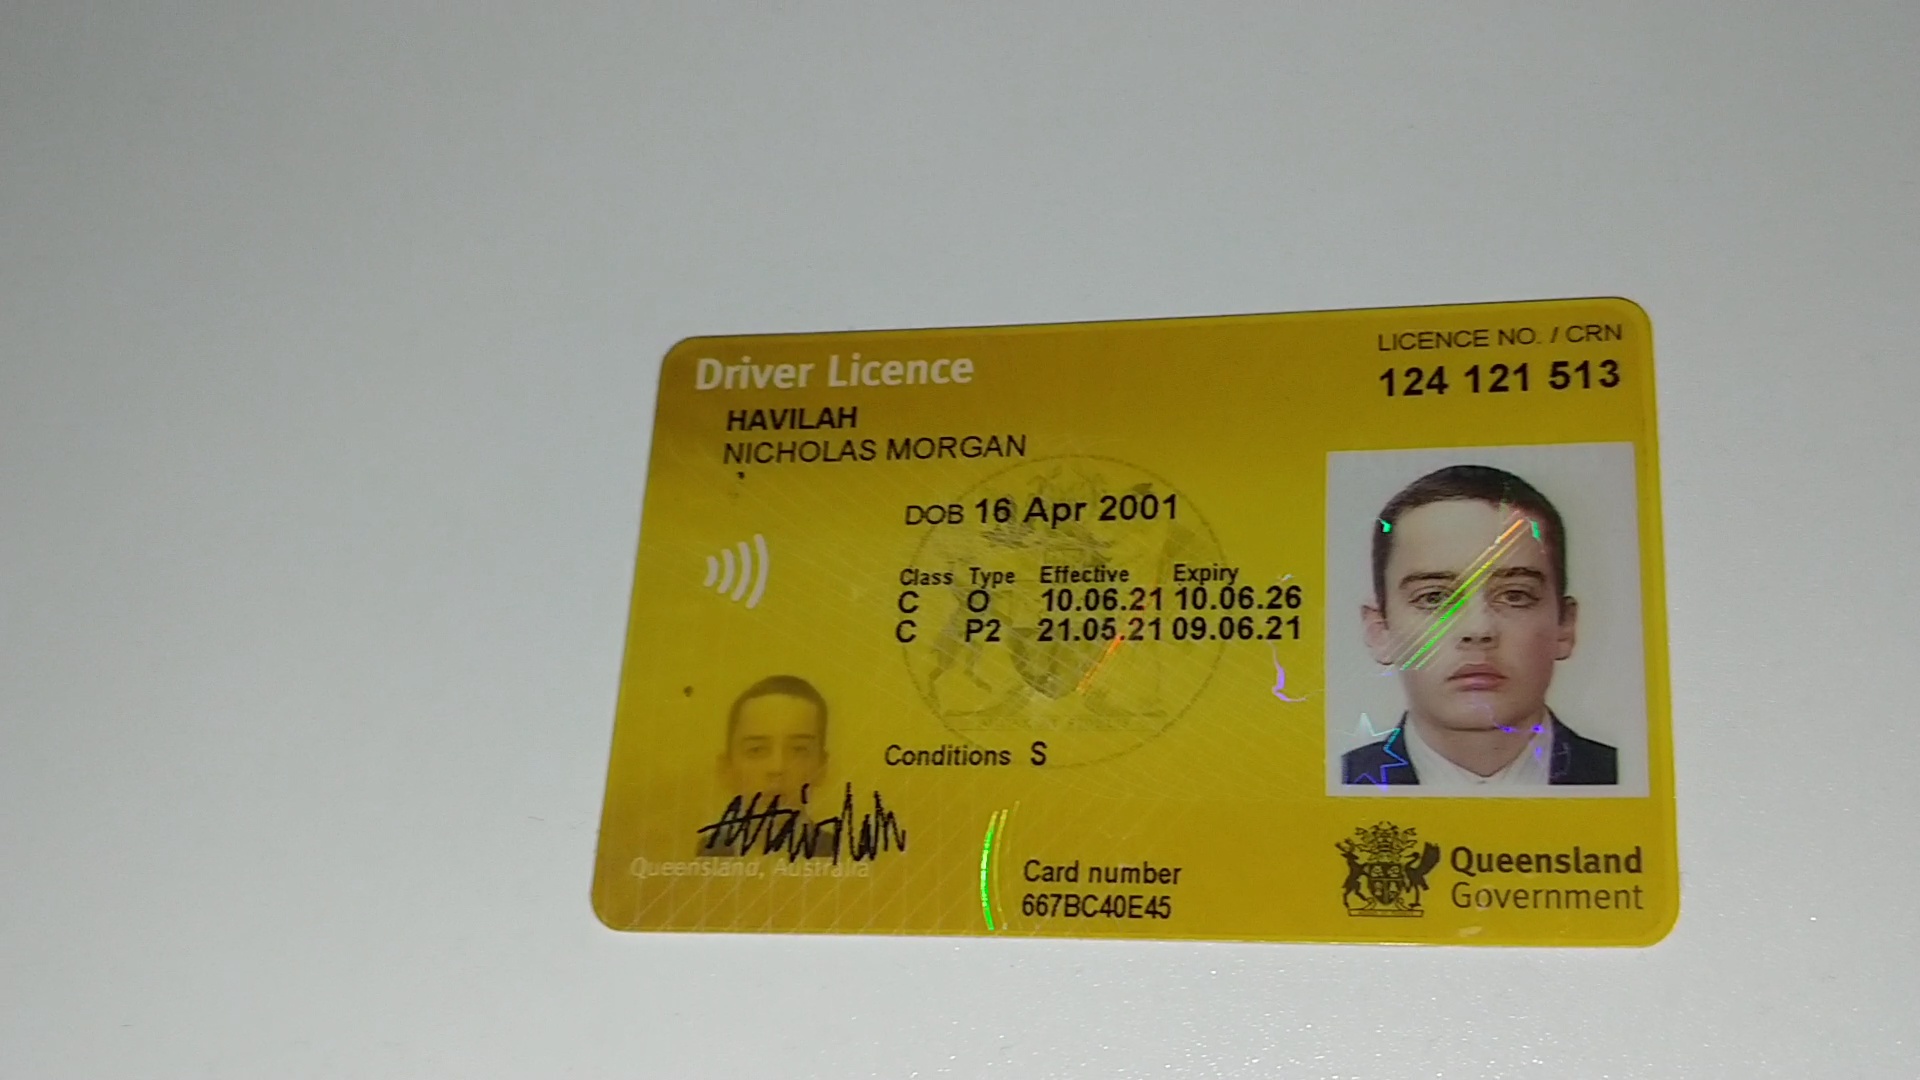 Driver Licence
LICENCE NO. / CRN
124 121 513
HAVILAH
NICHOLAS MORGAN
DOB 16 Apr 2001
Class Type Effective Expiry
C O 10.06.21 10.06.26
C P2 21.05.21 09.06.21
Conditions S
Queensland, Australia
Card number
667BC40E45
Queensland
Government